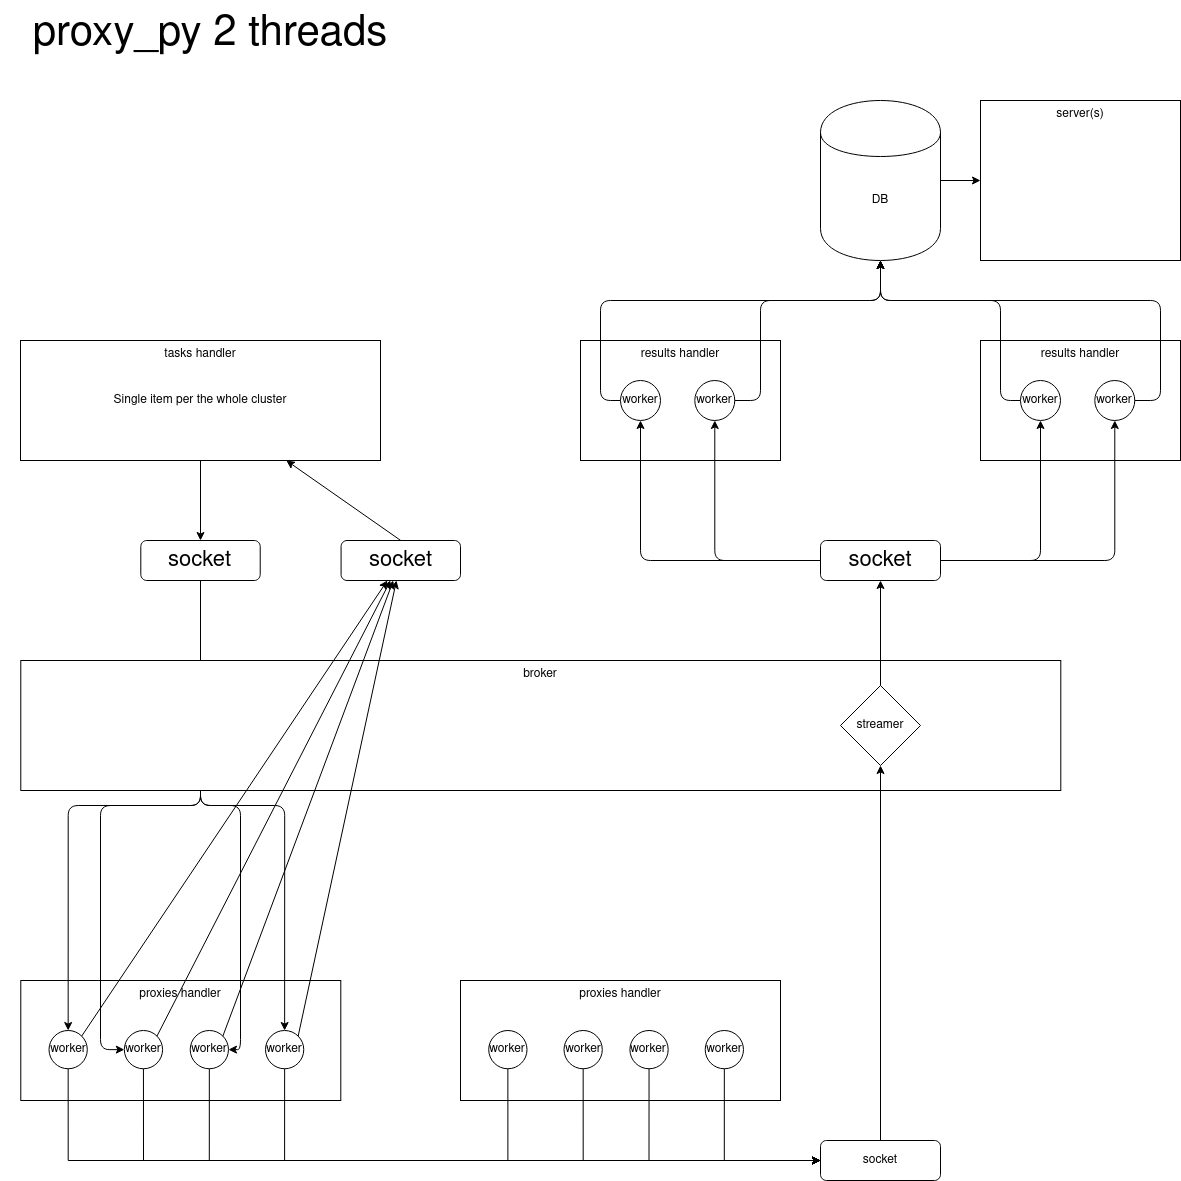 proxy_py 2 threads
server(s)
DB
tasks handler
Single item per the whole cluster
results handler
worker
worker
results handler
worker
worker
socket
socket
socket
broker
streamer
proxies handler
worker
worker
worker
worker
proxies handler
worker
worker
worker
worker
socket